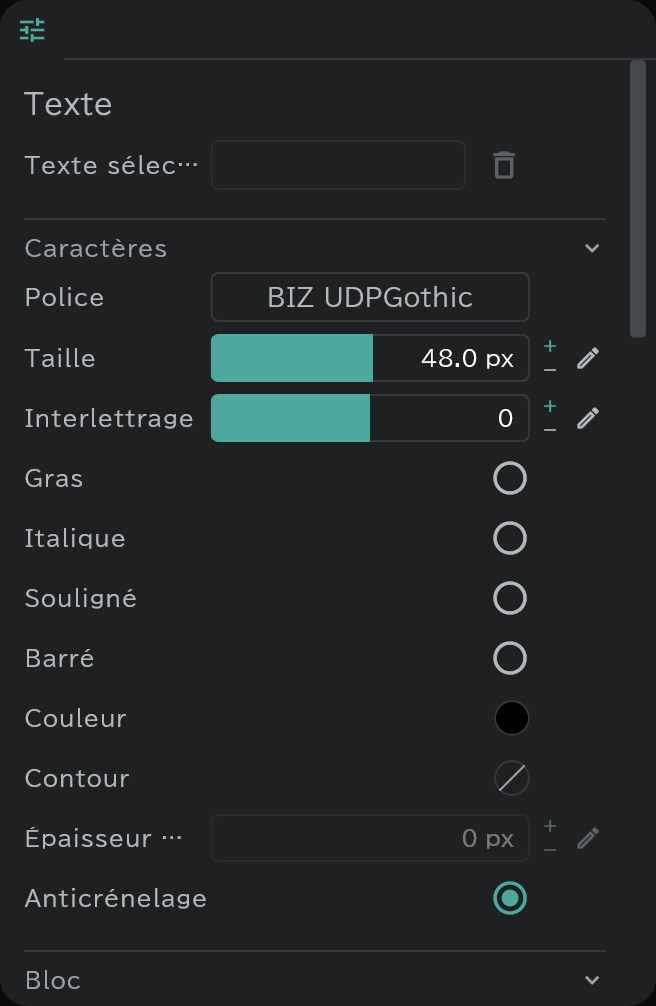 Texte
Texte sélec···
Caractères
Police BIZ UDPGothic
Taille 48.0 px + −
Interlettrage 0 + −
Gras
Italique
Souligné
Barré
Couleur
Contour
Épaisseur ··· 0 px + −
Anticrénelage
Bloc